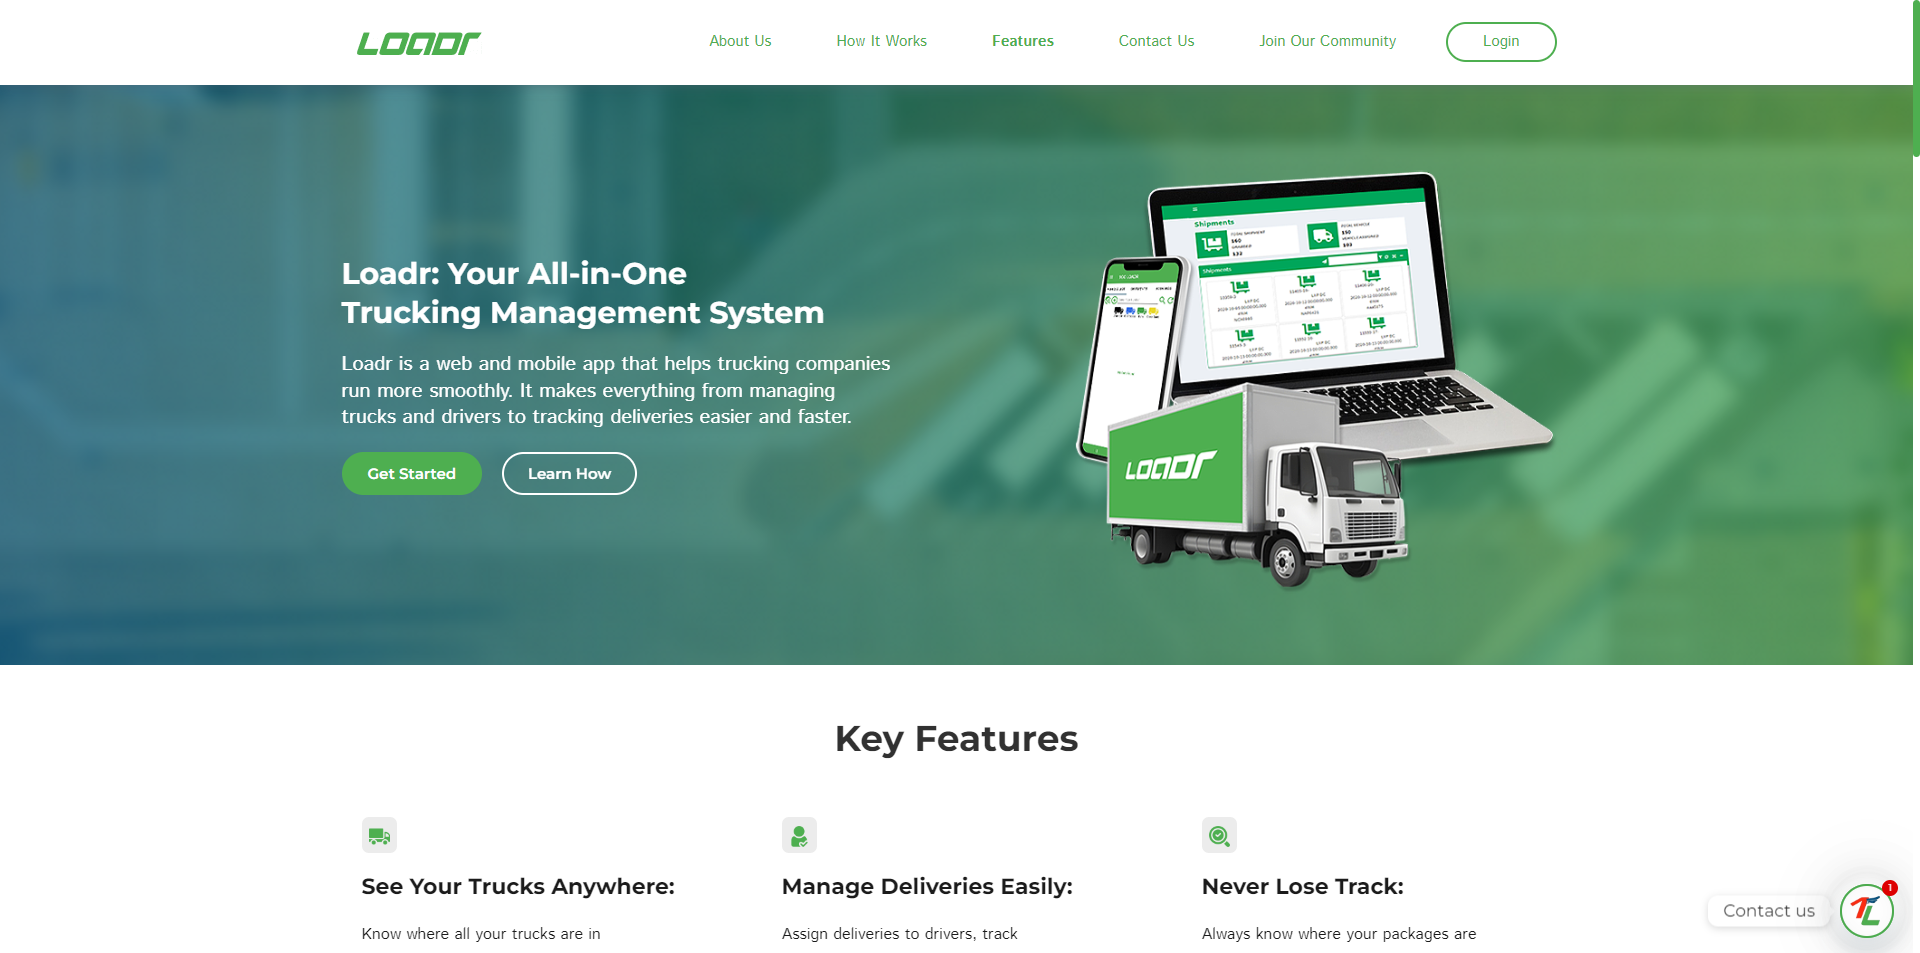 LOADR
About Us
How It Works
Features
Contact Us
Join Our Community
Login
Loadr: Your All-in-One
Trucking Management System
Loadr is a web and mobile app that helps trucking companies
run more smoothly. It makes everything from managing
trucks and drivers to tracking deliveries easier and faster.
Get Started
Learn How
Shipments
Shipments
LOADR
Key Features
See Your Trucks Anywhere:
Manage Deliveries Easily:
Never Lose Track:
Know where all your trucks are in
Assign deliveries to drivers, track
Always know where your packages are
Contact us
TL
1